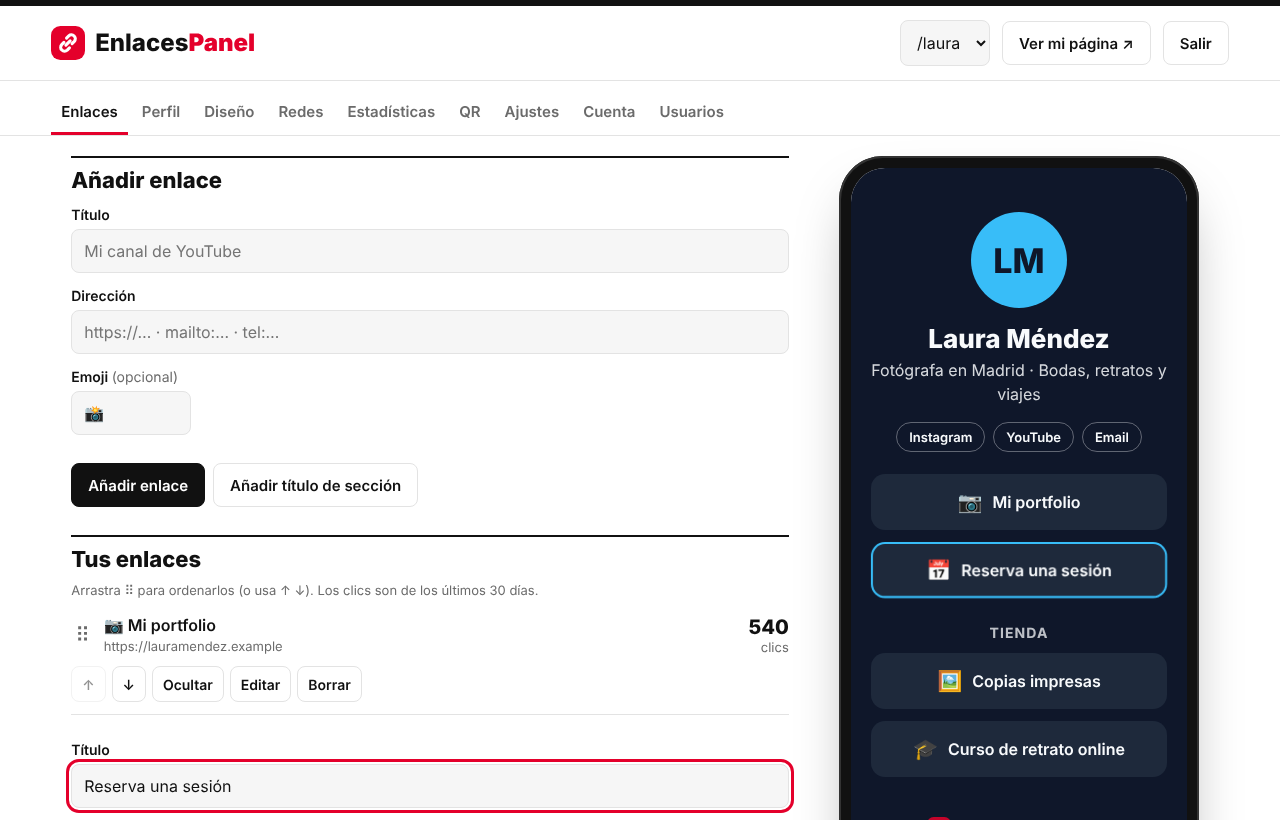 EnlacesPanel
/laura
Ver mi página ↗
Salir
Enlaces Perfil Diseño Redes Estadísticas QR Ajustes Cuenta Usuarios
Añadir enlace
Título
Mi canal de YouTube
Dirección
https://... · mailto:... · tel:...
Emoji (opcional)
📸
Añadir enlace
Añadir título de sección
Tus enlaces
Arrastra ⠿ para ordenarlos (o usa ↑ ↓). Los clics son de los últimos 30 días.
📷 Mi portfolio
https://lauramendez.example
540
clics
↑ ↓ Ocultar Editar Borrar
Título
Reserva una sesión
LM
Laura Méndez
Fotógrafa en Madrid · Bodas, retratos y
viajes
Instagram YouTube Email
📷 Mi portfolio
📅 Reserva una sesión
TIENDA
🖼️ Copias impresas
🎓 Curso de retrato online